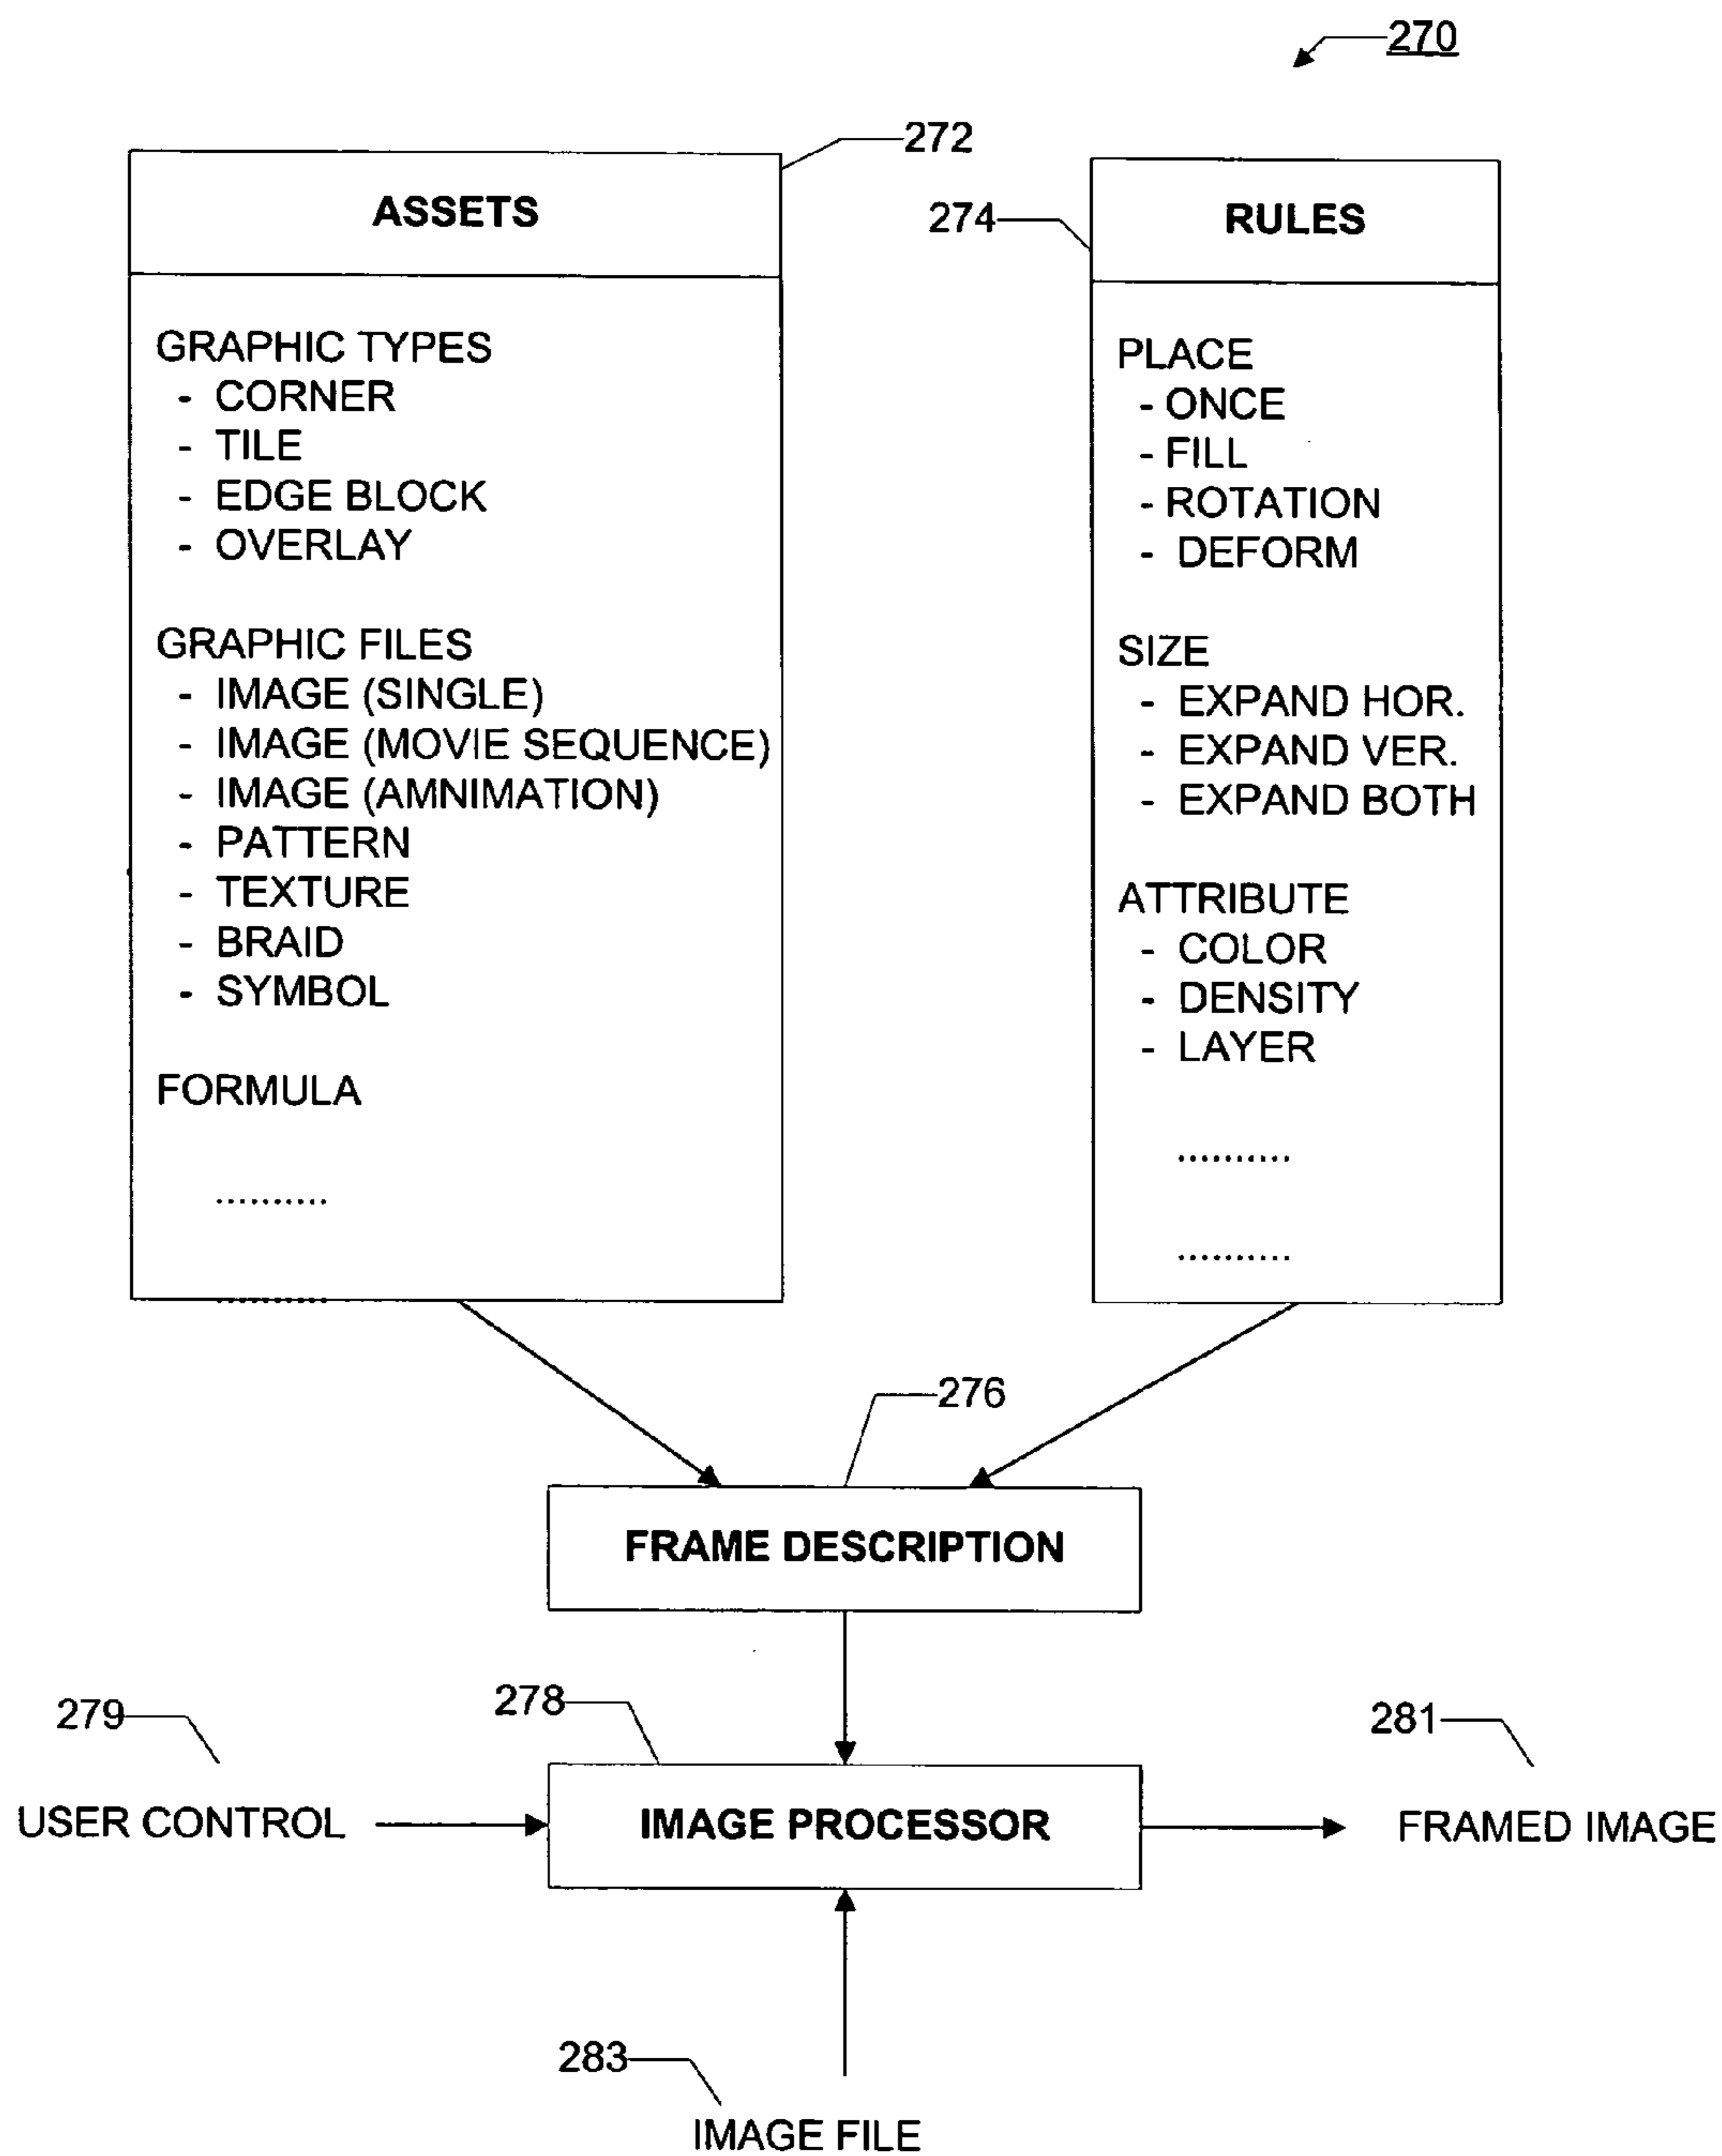 270
272
ASSETS
GRAPHIC TYPES
- CORNER
- TILE
- EDGE BLOCK
- OVERLAY
GRAPHIC FILES
- IMAGE (SINGLE)
- IMAGE (MOVIE SEQUENCE)
- IMAGE (AMNIMATION)
- PATTERN
- TEXTURE
- BRAID
- SYMBOL
FORMULA
..........
..........
274
RULES
PLACE
- ONCE
- FILL
- ROTATION
- DEFORM
SIZE
- EXPAND HOR.
- EXPAND VER.
- EXPAND BOTH
ATTRIBUTE
- COLOR
- DENSITY
- LAYER
..........
..........
276
FRAME DESCRIPTION
279
278
281
USER CONTROL
IMAGE PROCESSOR
FRAMED IMAGE
283
IMAGE FILE